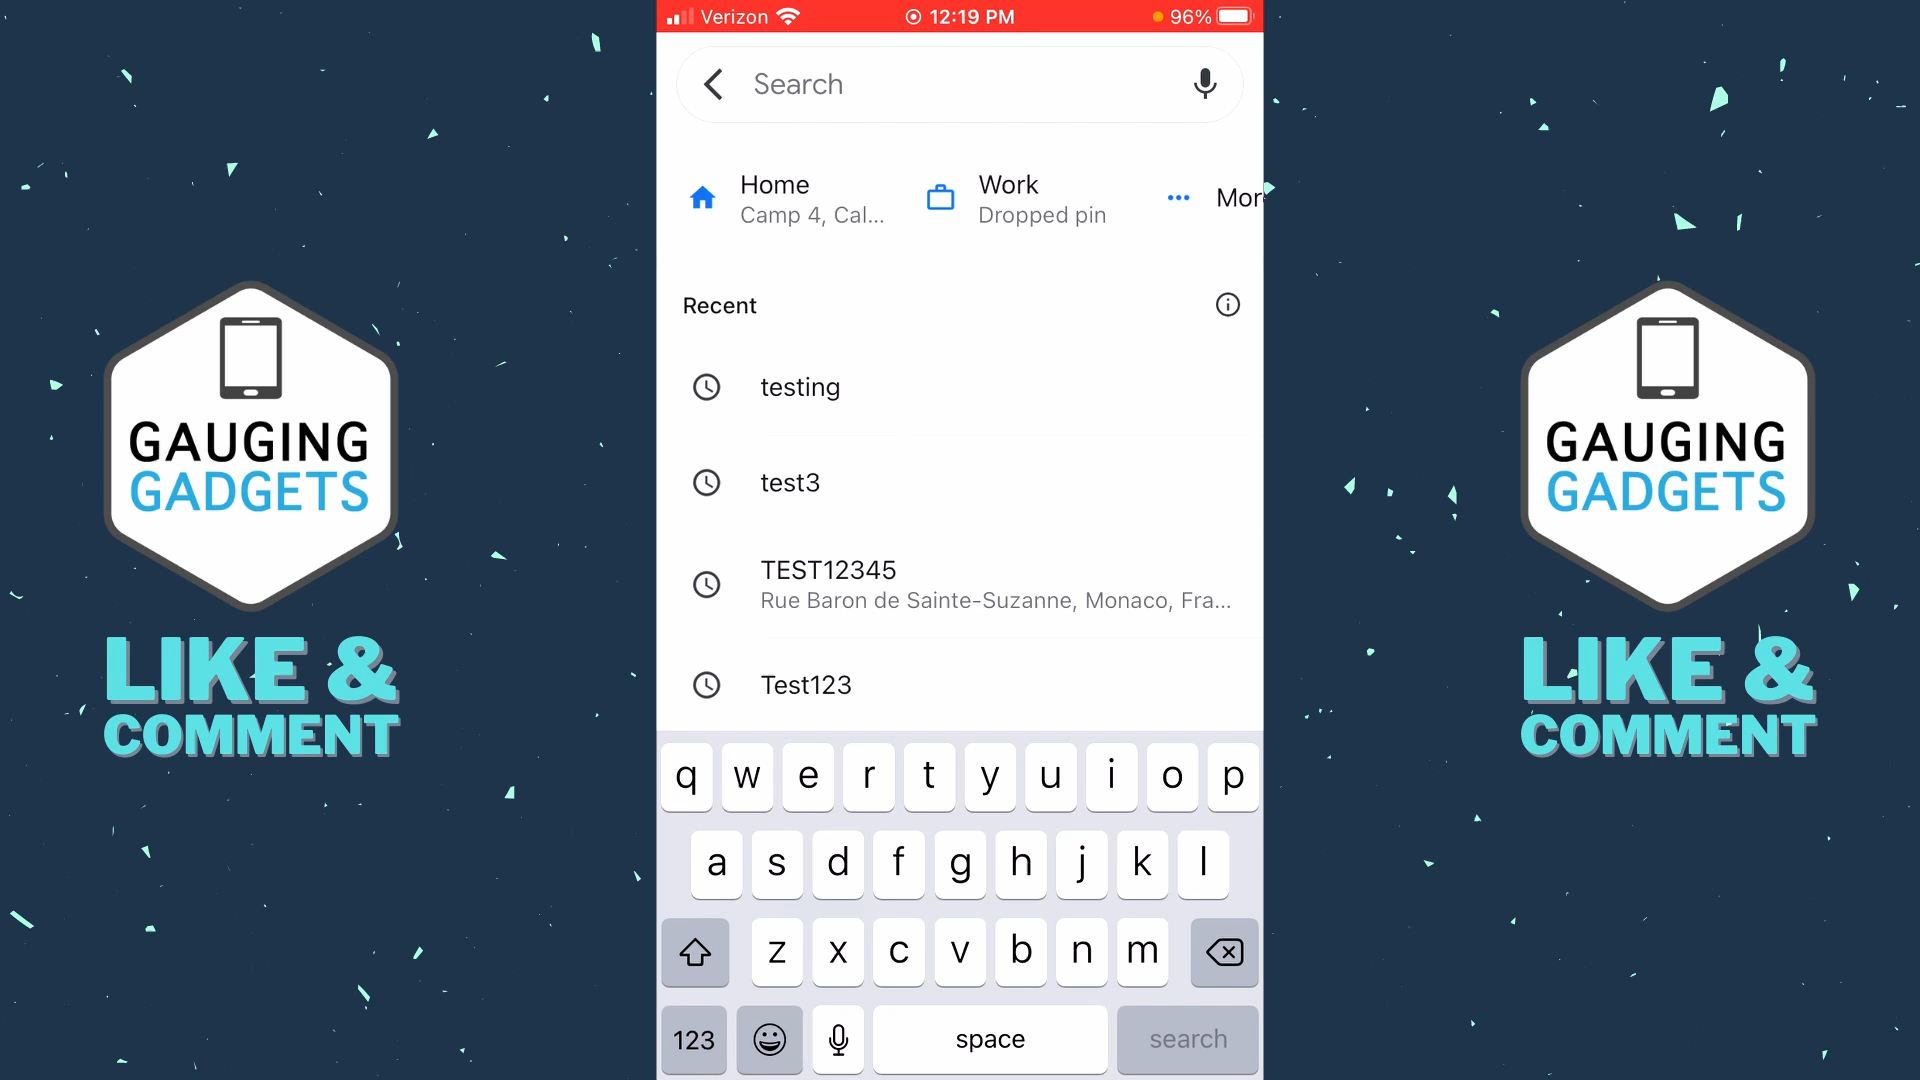 Verizon 12:19 PM 96%
Search
Home Work Mor
Camp 4, Cal... Dropped pin
Recent
testing
test3
TEST12345
Rue Baron de Sainte-Suzanne, Monaco, Fra...
Test123
q w e r t y u i o p
a s d f g h j k l
z x c v b n m
123 space search
GAUGING
GADGETS
LIKE &
COMMENT
GAUGING
GADGETS
LIKE &
COMMENT